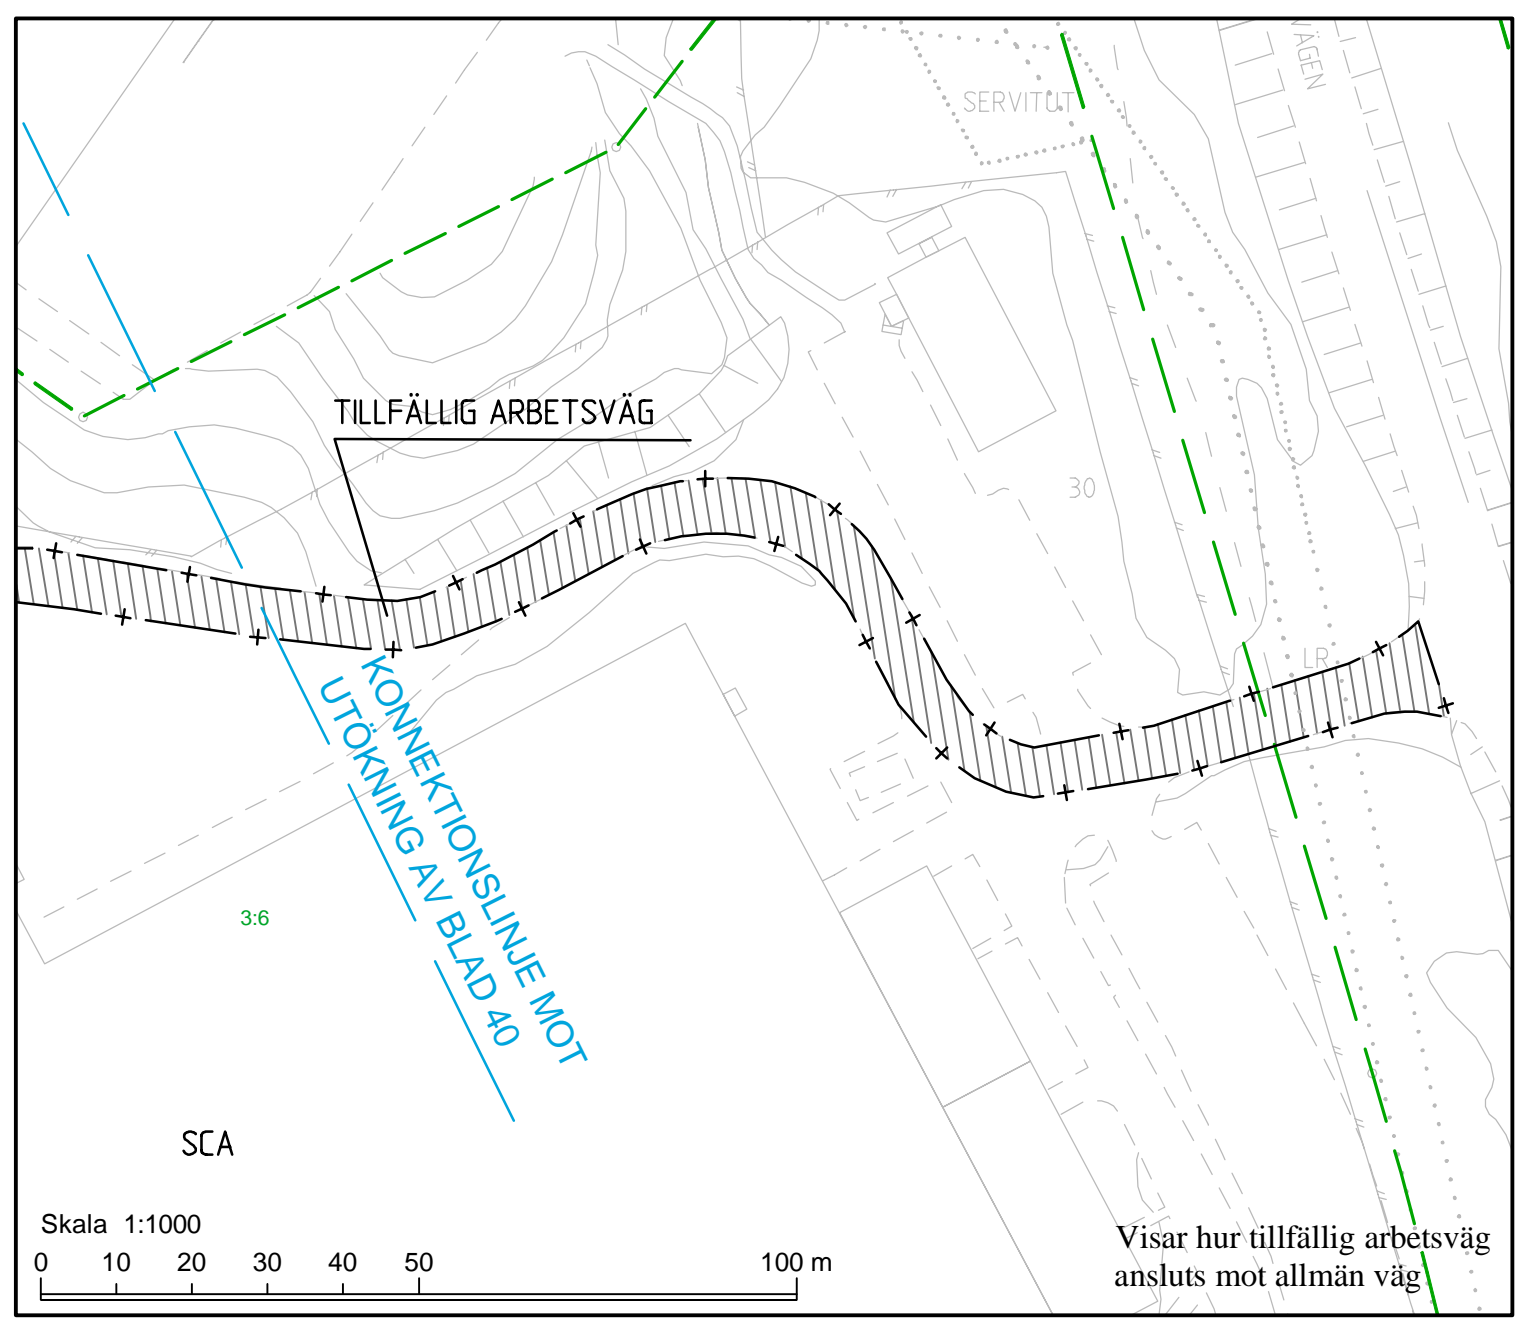 VÄGEN
SERVITUT
TILLFÄLLIG ARBETSVÄG
30
LR
KONNEKTIONSLINJE MOT
UTÖKNING AV BLAD 40
3:6
SCA
Skala 1:1000
0 10 20 30 40 50 100 m
Visar hur tillfällig arbetsväg
ansluts mot allmän väg